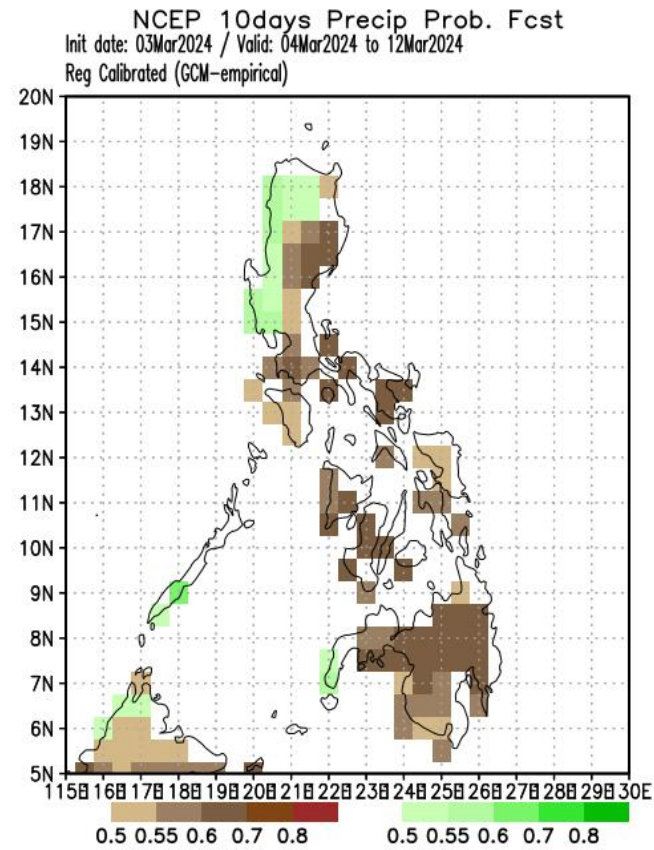 NCEP 10days Precip Prob. Fcst
Init date: 03Mar2024 / Valid: 04Mar2024 to 12Mar2024
Reg Calibrated (GCM-empirical)
20N
19N
18N
17N
16N
15N
14N
13N
12N
11N
10N
9N
8N
7N
6N
5N
115E 116E 117E 118E 119E 120E 121E 122E 123E 124E 125E 126E 127E 128E 129E 130E
0.5 0.55 0.6 0.7 0.8 0.5 0.55 0.6 0.7 0.8